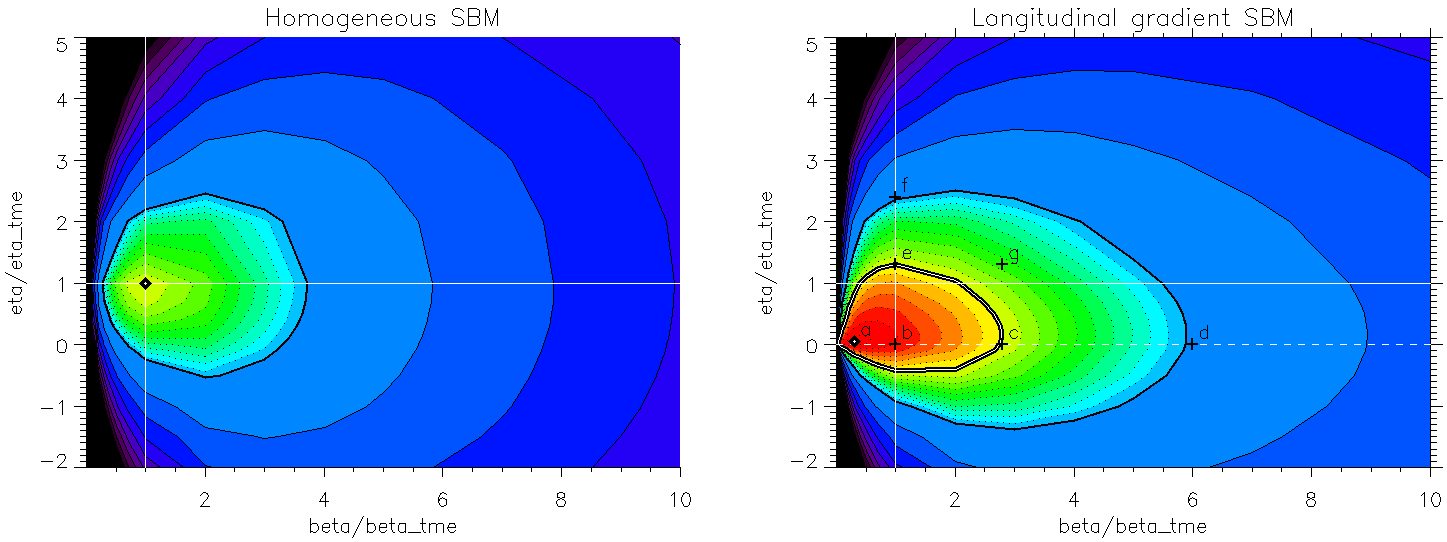 Homogeneous SBM
5
4
3
2
1
0
-1
-2
eta/eta_tme
2
4
6
8
10
beta/beta_tme
Longitudinal gradient SBM
5
4
3
2
1
0
-1
-2
eta/eta_tme
f
e
g
a
b
c
d
2
4
6
8
10
beta/beta_tme